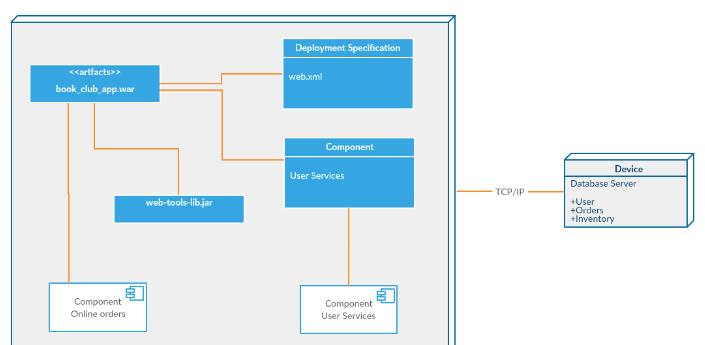 <<artfacts>>
book_club_app.war
Deployment Specification
web.xml
Component
User Services
web-tools-lib.jar
Component
Online orders
Component
User Services
TCP/IP
Device
Database Server
+User
+Orders
+Inventory